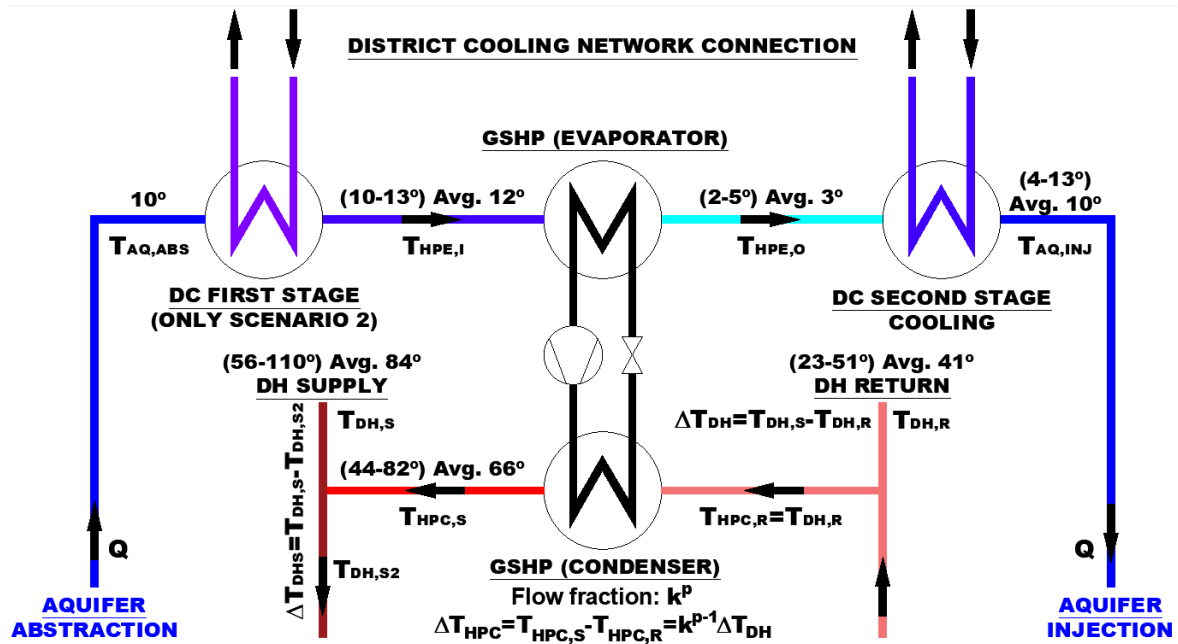 DISTRICT COOLING NETWORK CONNECTION
GSHP (EVAPORATOR)
10º
(10-13º) Avg. 12º
(2-5º) Avg. 3º
(4-13º)
Avg. 10º
TAQ,ABS
THPE,I
THPE,O
TAQ,INJ
DC FIRST STAGE
(ONLY SCENARIO 2)
DC SECOND STAGE
COOLING
(56-110º) Avg. 84º
DH SUPPLY
(23-51º) Avg. 41º
DH RETURN
TDH,S
ΔTDH=TDH,S-TDH,R
TDH,R
ΔTDHS=TDH,S-TDH,S2
(44-82º) Avg. 66º
THPC,S
THPC,R=TDH,R
Q
Q
TDH,S2
GSHP (CONDENSER)
Flow fraction: k^p
ΔTHPC=THPC,S-THPC,R=k^p-1ΔTDH
AQUIFER
ABSTRACTION
AQUIFER
INJECTION